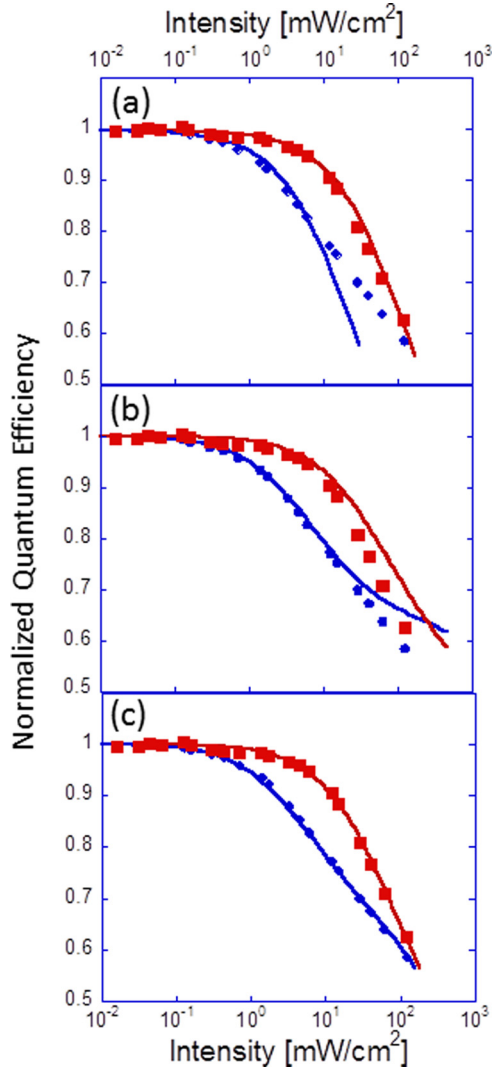 Intensity [mW/cm²]
10⁻² 10⁻¹ 10⁰ 10¹ 10² 10³
(a)
1
0.9
0.8
0.7
0.6
0.5
(b)
1
0.9
0.8
0.7
0.6
0.5
(c)
1
0.9
0.8
0.7
0.6
0.5
Normalized Quantum Efficiency
10⁻² 10⁻¹ 10⁰ 10¹ 10² 10³
Intensity [mW/cm²]